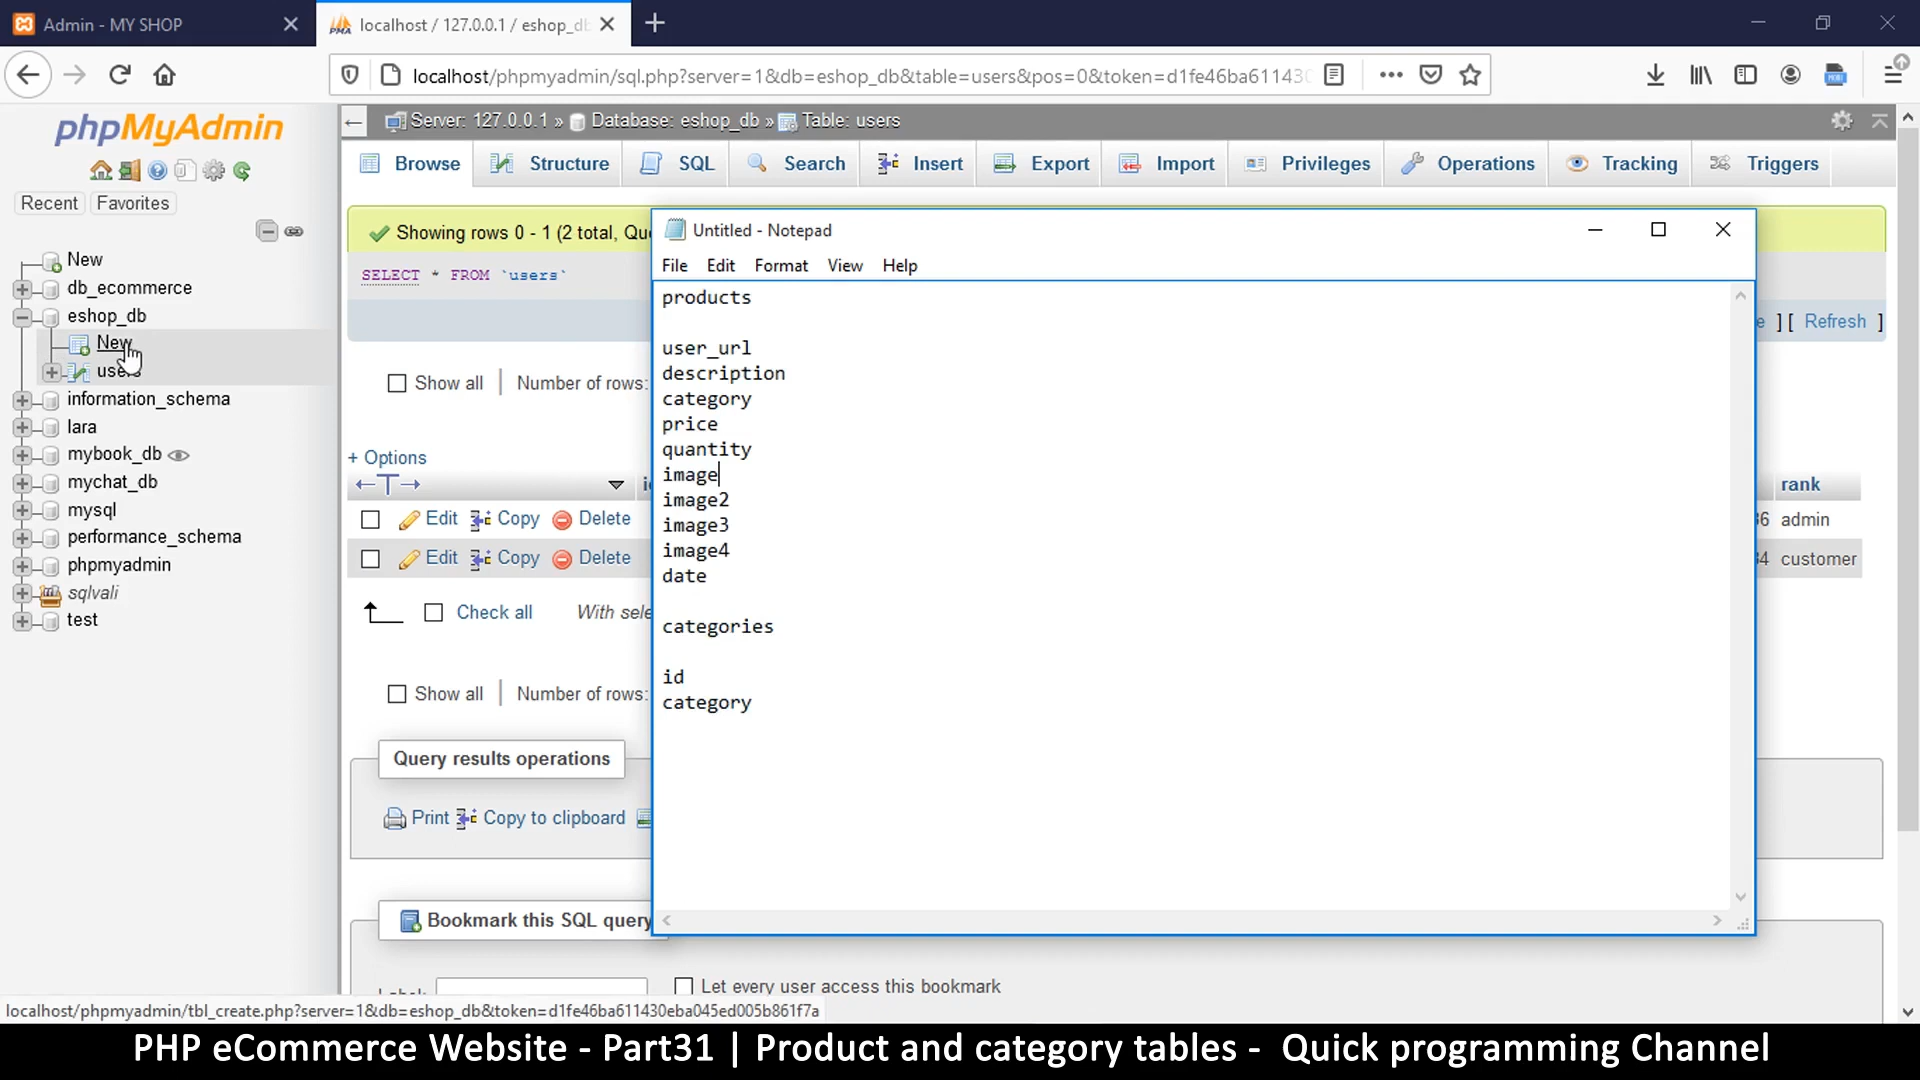 Admin - MY SHOP
localhost / 127.0.0.1 / eshop_db
localhost/phpmyadmin/sql.php?server=1&db=eshop_db&table=users&pos=0&token=d1fe46ba611430
phpMyAdmin
Recent Favorites
New
db_ecommerce
eshop_db
New
users
information_schema
lara
mybook_db
mychat_db
mysql
performance_schema
phpmyadmin
sqlvali
test
Server: 127.0.0.1 » Database: eshop_db » Table: users
Browse Structure SQL Search Insert Export Import Privileges Operations Tracking Triggers
Showing rows 0 - 1 (2 total,
SELECT * FROM `users`
] [ Refresh ]
Show all Number of rows:
+ Options
rank
Edit Copy Delete
admin
Edit Copy Delete
customer
Check all With
Show all Number of rows:
Query results operations
Print Copy to clipboard
Bookmark this SQL query
Let every user access this bookmark
Untitled - Notepad
File Edit Format View Help
products
user_url
description
category
price
quantity
image
image2
image3
image4
date
categories
id
category
localhost/phpmyadmin/tbl_create.php?server=1&db=eshop_db&token=d1fe46ba611430eba045ed005b861f7a
PHP eCommerce Website - Part31 | Product and category tables - Quick programming Channel